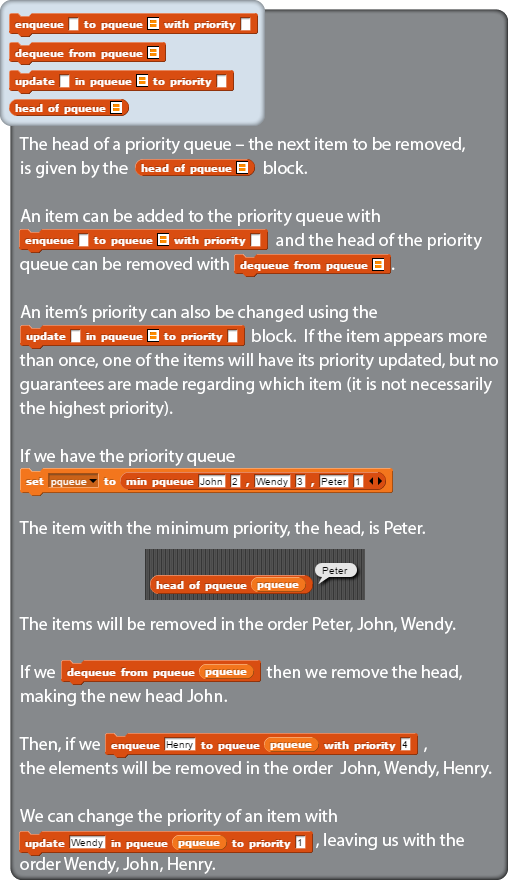 enqueue to pqueue with priority
dequeue from pqueue
update in pqueue to priority
head of pqueue
The head of a priority queue – the next item to be removed,
is given by the head of pqueue block.
An item can be added to the priority queue with
enqueue to pqueue with priority and the head of the priority
queue can be removed with dequeue from pqueue .
An item’s priority can also be changed using the
update in pqueue to priority block. If the item appears more
than once, one of the items will have its priority updated, but no
guarantees are made regarding which item (it is not necessarily
the highest priority).
If we have the priority queue
set pqueue to min pqueue John 2 , Wendy 3 , Peter 1
The item with the minimum priority, the head, is Peter.
Peter
head of pqueue pqueue
The items will be removed in the order Peter, John, Wendy.
If we dequeue from pqueue pqueue then we remove the head,
making the new head John.
Then, if we enqueue Henry to pqueue pqueue with priority 4 ,
the elements will be removed in the order John, Wendy, Henry.
We can change the priority of an item with
update Wendy in pqueue pqueue to priority 1 , leaving us with the
order Wendy, John, Henry.